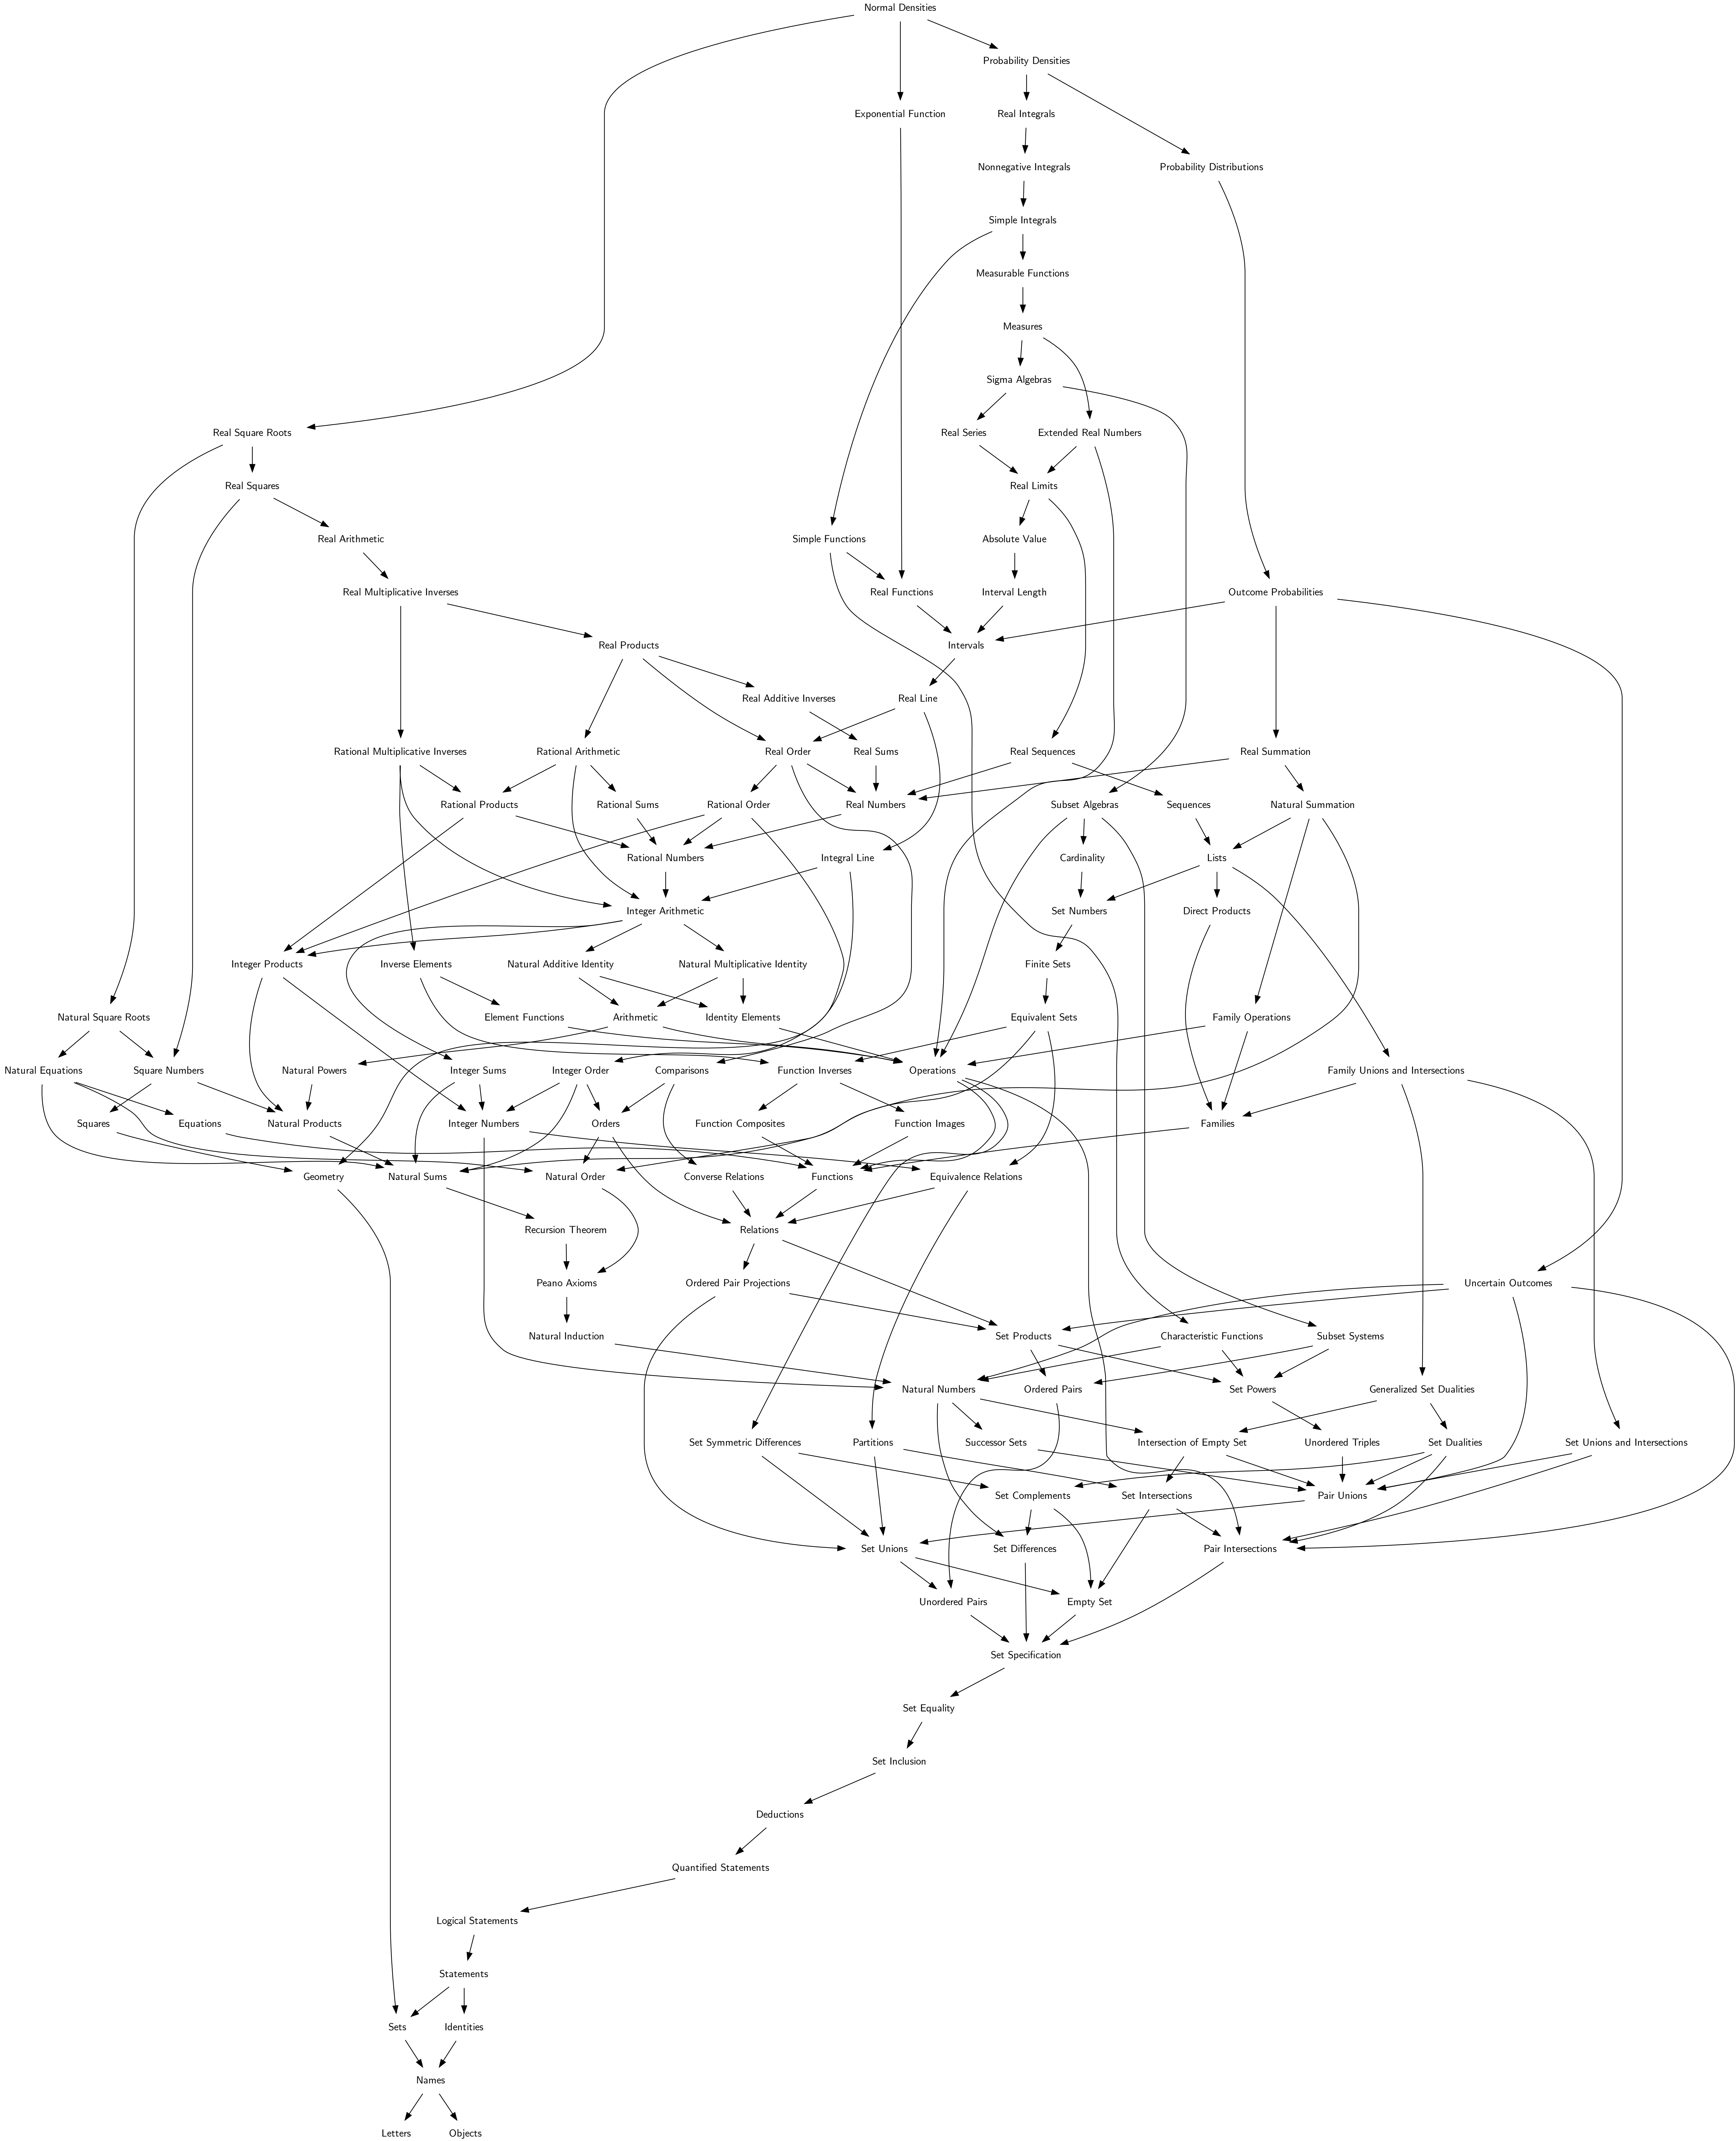 Normal Densities
Probability Densities
Exponential Function
Real Integrals
Nonnegative Integrals
Probability Distributions
Simple Integrals
Measurable Functions
Measures
Sigma Algebras
Real Square Roots
Real Series
Extended Real Numbers
Real Squares
Real Limits
Real Arithmetic
Simple Functions
Absolute Value
Real Multiplicative Inverses
Real Functions
Interval Length
Outcome Probabilities
Real Products
Intervals
Real Additive Inverses
Real Line
Rational Multiplicative Inverses
Rational Arithmetic
Real Order
Real Sums
Real Sequences
Real Summation
Rational Products
Rational Sums
Rational Order
Real Numbers
Subset Algebras
Sequences
Natural Summation
Rational Numbers
Integral Line
Cardinality
Lists
Integer Arithmetic
Set Numbers
Direct Products
Integer Products
Inverse Elements
Natural Additive Identity
Natural Multiplicative Identity
Finite Sets
Natural Square Roots
Element Functions
Arithmetic
Identity Elements
Equivalent Sets
Family Operations
Natural Equations
Square Numbers
Natural Powers
Integer Sums
Integer Order
Comparisons
Function Inverses
Operations
Family Unions and Intersections
Squares
Equations
Natural Products
Integer Numbers
Orders
Function Composites
Function Images
Families
Geometry
Natural Sums
Natural Order
Converse Relations
Functions
Equivalence Relations
Recursion Theorem
Relations
Peano Axioms
Ordered Pair Projections
Uncertain Outcomes
Natural Induction
Set Products
Characteristic Functions
Subset Systems
Natural Numbers
Ordered Pairs
Set Powers
Generalized Set Dualities
Set Symmetric Differences
Partitions
Successor Sets
Intersection of Empty Set
Unordered Triples
Set Dualities
Set Unions and Intersections
Set Complements
Set Intersections
Pair Unions
Set Unions
Set Differences
Pair Intersections
Unordered Pairs
Empty Set
Set Specification
Set Equality
Set Inclusion
Deductions
Quantified Statements
Logical Statements
Statements
Sets
Identities
Names
Letters
Objects